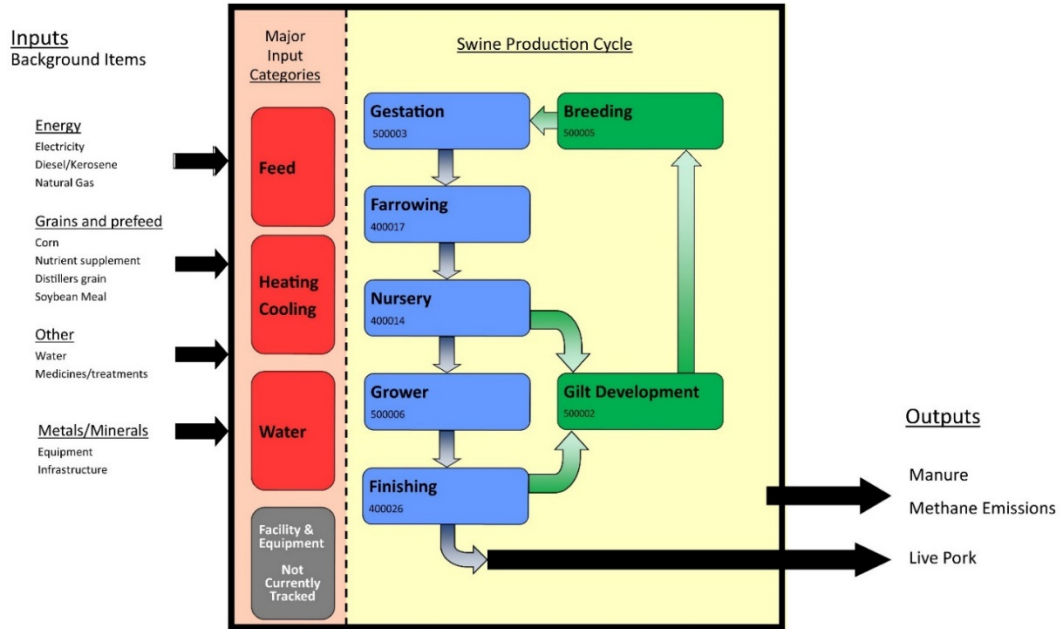 Inputs
Background Items
Energy
Electricity
Diesel/Kerosene
Natural Gas
Grains and prefeed
Corn
Nutrient supplement
Distillers grain
Soybean Meal
Other
Water
Medicines/treatments
Metals/Minerals
Equipment
Infrastructure
Major
Input
Categories
Feed
Heating
Cooling
Water
Facility &
Equipment
Not
Currently
Tracked
Swine Production Cycle
Gestation
500003
Breeding
500005
Farrowing
400017
Nursery
400014
Grower
500006
Gilt Development
500002
Finishing
400026
Outputs
Manure
Methane Emissions
Live Pork